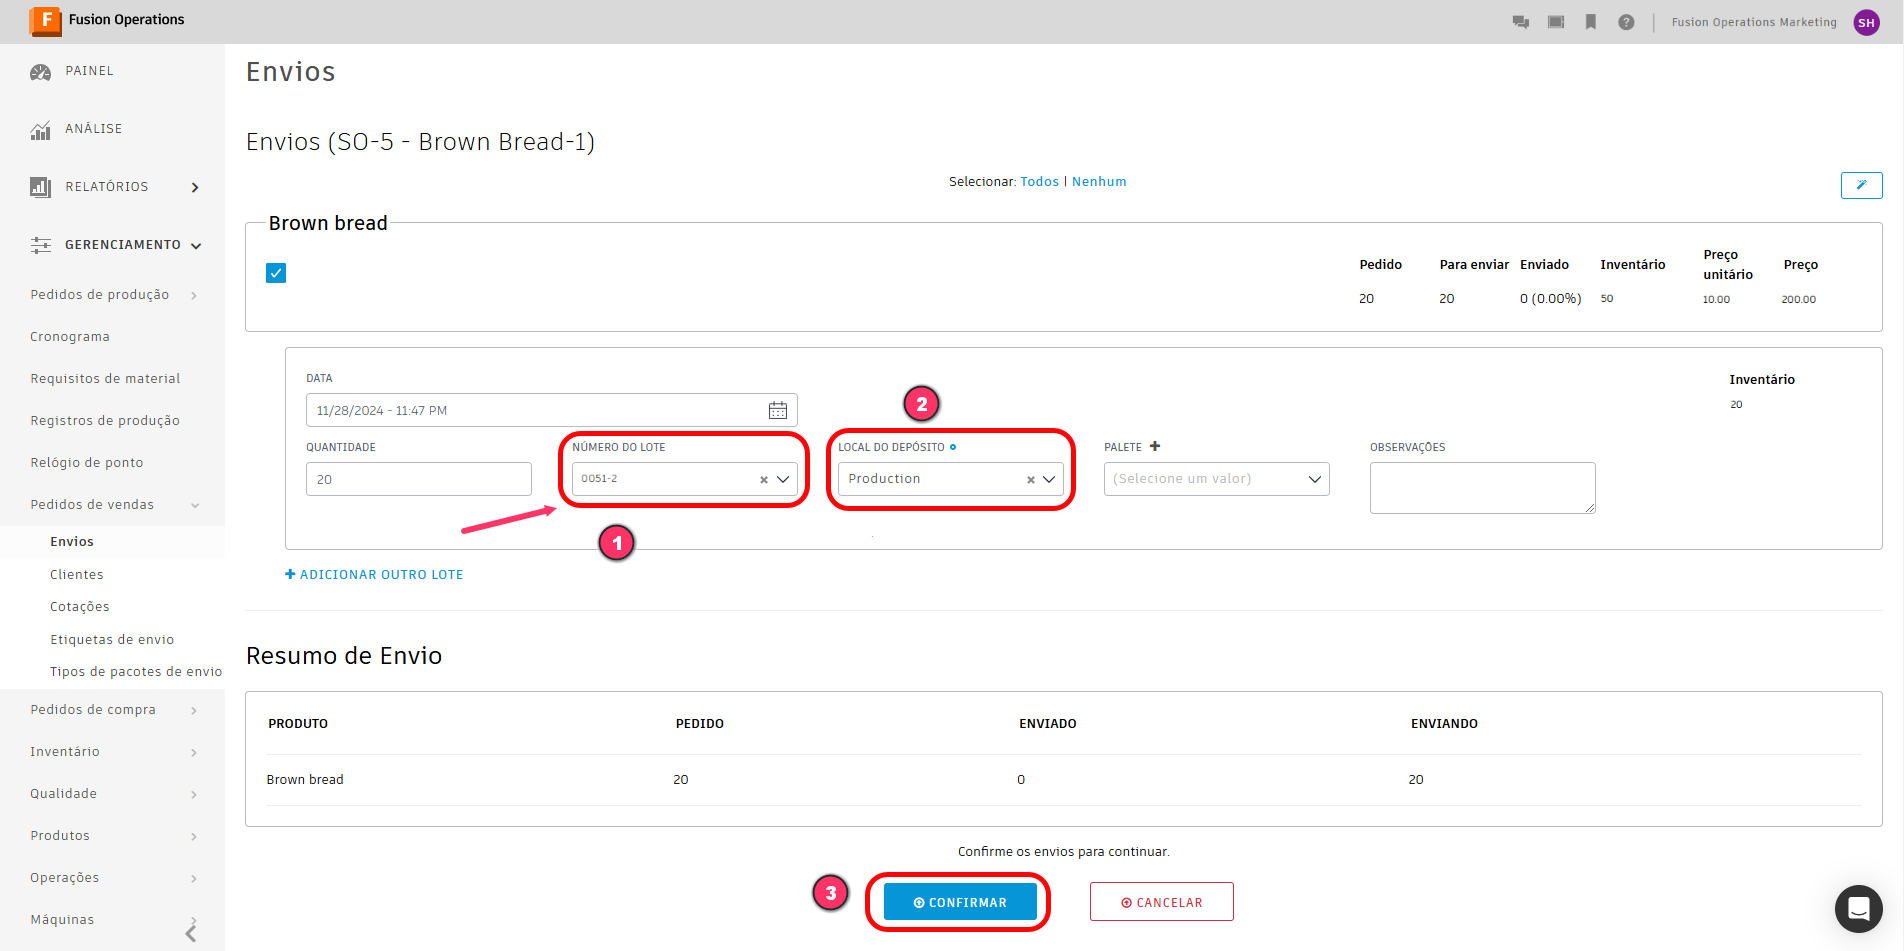 F Fusion Operations
Fusion Operations Marketing SH
PAINEL
ANÁLISE
RELATÓRIOS
GERENCIAMENTO
Pedidos de produção
Cronograma
Requisitos de material
Registros de produção
Relógio de ponto
Pedidos de vendas
Envios
Clientes
Cotações
Etiquetas de envio
Tipos de pacotes de envio
Pedidos de compra
Inventário
Qualidade
Produtos
Operações
Máquinas
Envios
Envios (SO-5 - Brown Bread-1)
Selecionar: Todos | Nenhum
Brown bread
Pedido Para enviar Enviado Inventário Preço unitário Preço
20 20 0 (0.00%) 50 10.00 200.00
DATA
11/28/2024 - 11:47 PM
Inventário
20
2
QUANTIDADE NÚMERO DO LOTE LOCAL DO DEPÓSITO PALETE OBSERVAÇÕES
20 0051-2 Production (Selecione um valor)
1
ADICIONAR OUTRO LOTE
Resumo de Envio
PRODUTO PEDIDO ENVIADO ENVIANDO
Brown bread 20 0 20
Confirme os envios para continuar.
3
CONFIRMAR CANCELAR